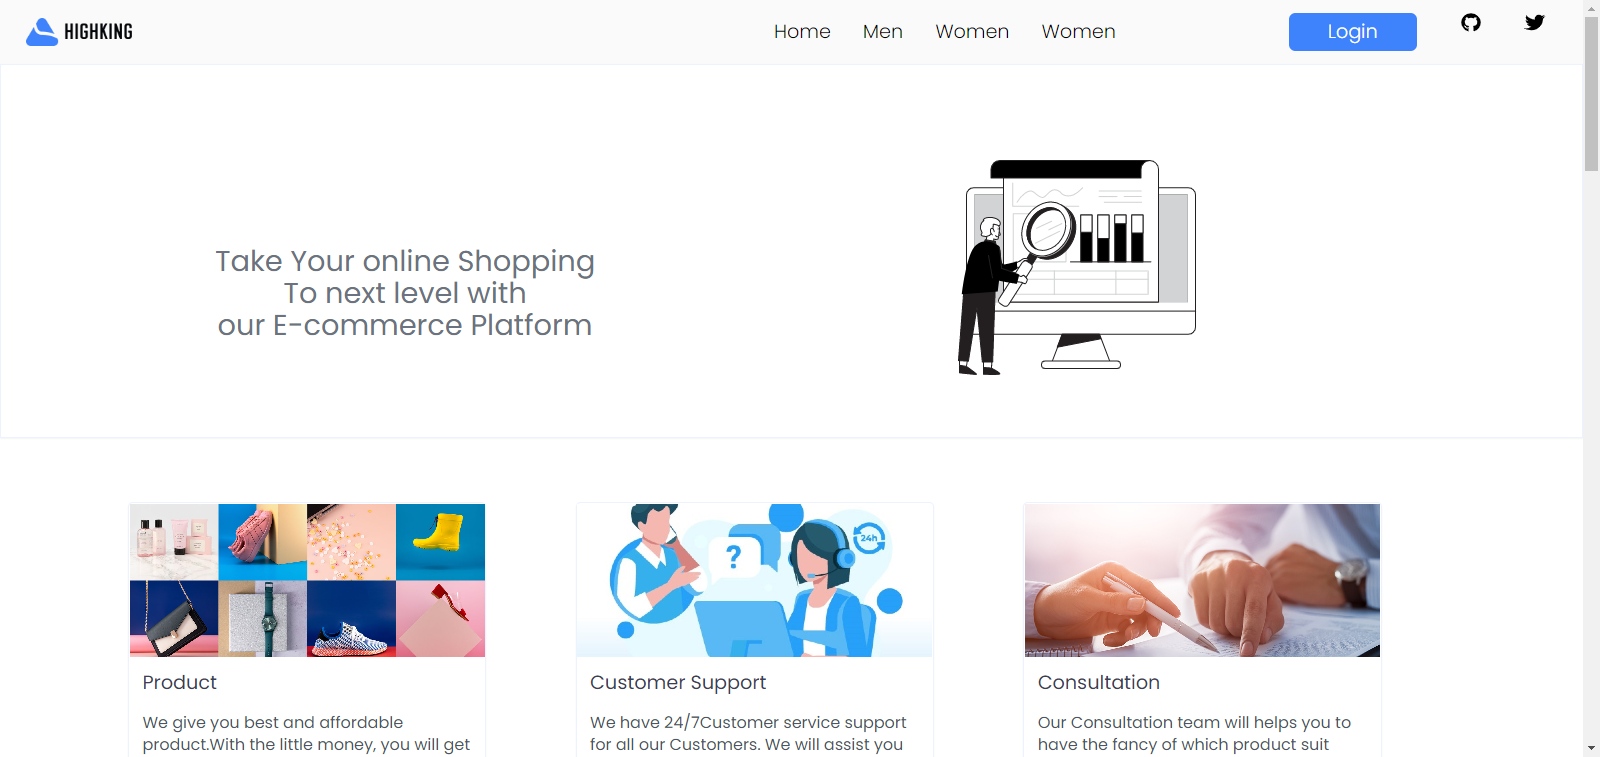 HIGHKING
Home Men Women Women
Login
Take Your online Shopping
To next level with
our E-commerce Platform
?
24h
Product
We give you best and affordable
product.With the little money, you will get
Customer Support
We have 24/7Customer service support
for all our Customers. We will assist you
Consultation
Our Consultation team will helps you to
have the fancy of which product suit